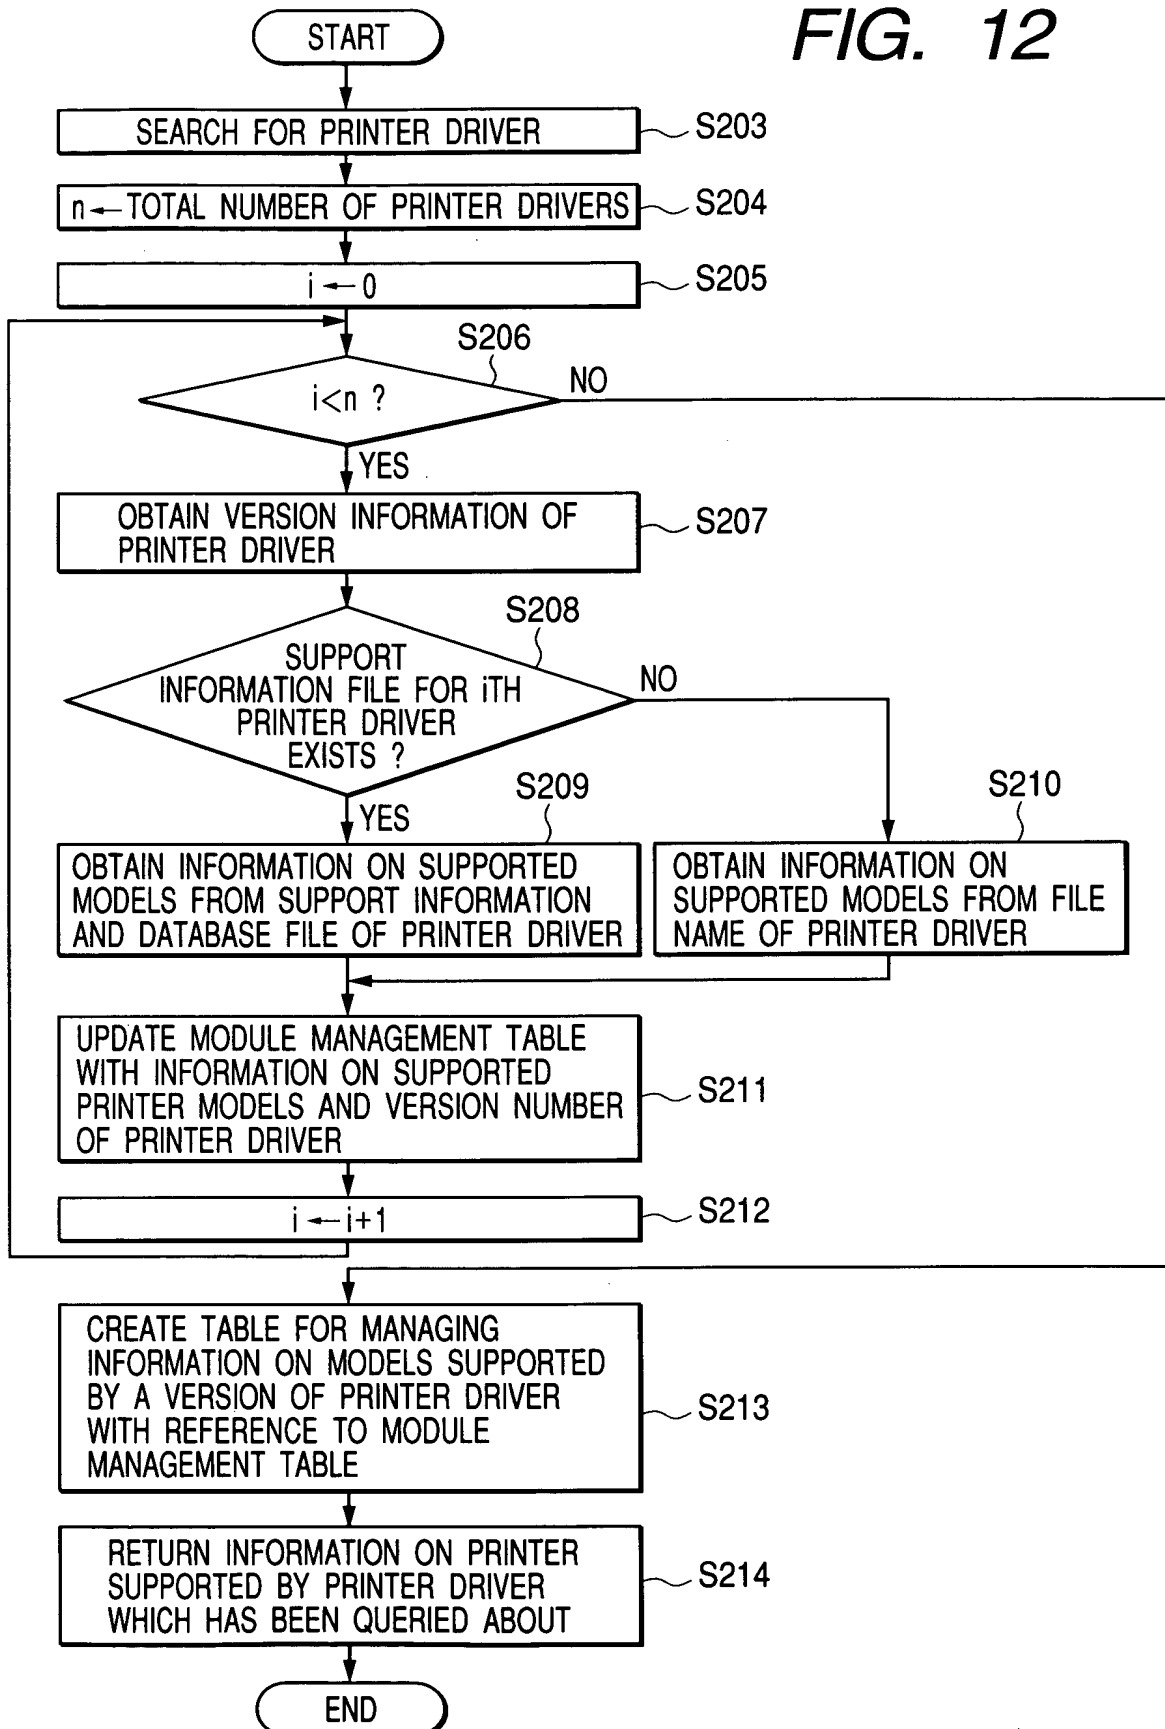 FIG. 12
START
SEARCH FOR PRINTER DRIVER
S203
n←TOTAL NUMBER OF PRINTER DRIVERS
S204
i ← 0
S205
S206
i<n ?
NO
YES
OBTAIN VERSION INFORMATION OF
PRINTER DRIVER
S207
S208
SUPPORT
INFORMATION FILE FOR iTH
PRINTER DRIVER
EXISTS ?
NO
YES
S209
OBTAIN INFORMATION ON SUPPORTED
MODELS FROM SUPPORT INFORMATION
AND DATABASE FILE OF PRINTER DRIVER
S210
OBTAIN INFORMATION ON
SUPPORTED MODELS FROM FILE
NAME OF PRINTER DRIVER
UPDATE MODULE MANAGEMENT TABLE
WITH INFORMATION ON SUPPORTED
PRINTER MODELS AND VERSION NUMBER
OF PRINTER DRIVER
S211
i ← i+1
S212
CREATE TABLE FOR MANAGING
INFORMATION ON MODELS SUPPORTED
BY A VERSION OF PRINTER DRIVER
WITH REFERENCE TO MODULE
MANAGEMENT TABLE
S213
RETURN INFORMATION ON PRINTER
SUPPORTED BY PRINTER DRIVER
WHICH HAS BEEN QUERIED ABOUT
S214
END